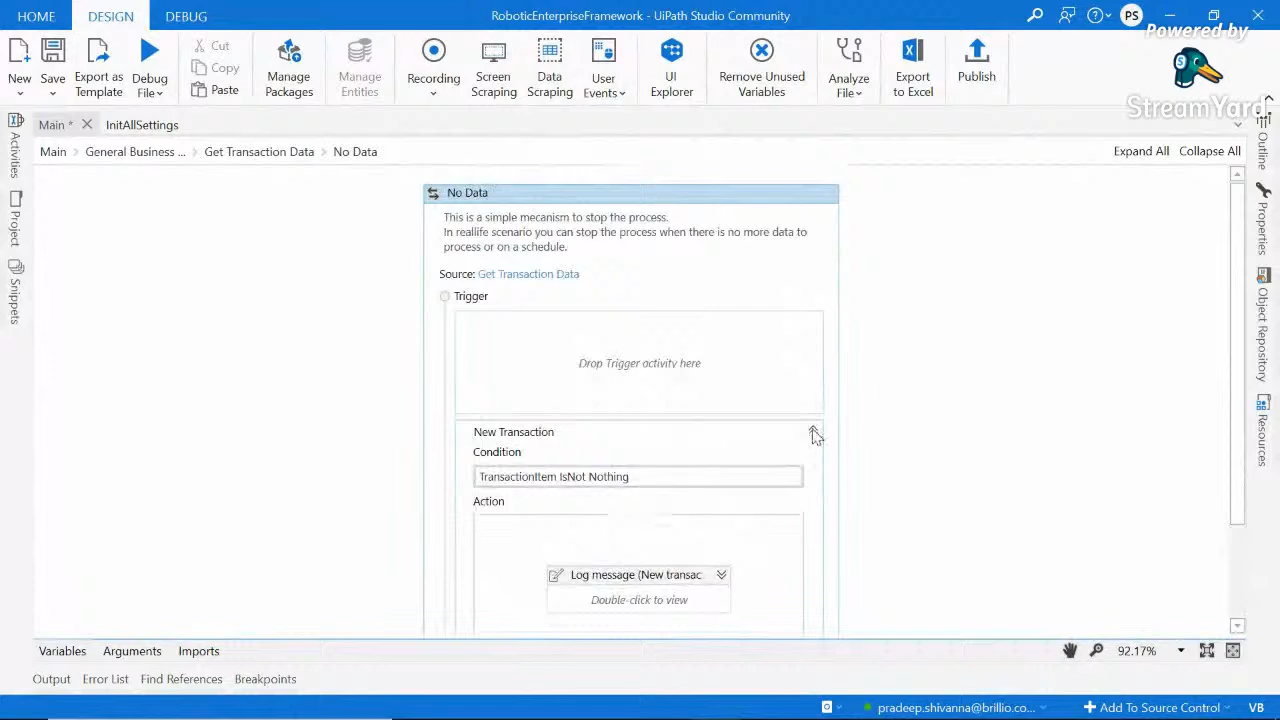 HOME
DESIGN
DEBUG
RoboticEnterpriseFramework - UiPath Studio Community
PS
Powered by
StreamYard
New
Save
Export as Template
Debug File
Cut
Copy
Paste
Manage Packages
Manage Entities
Recording
Screen Scraping
Data Scraping
User Events
UI Explorer
Remove Unused Variables
Analyze File
Export to Excel
Publish
Main *
InitAllSettings
Main
General Business ...
Get Transaction Data
No Data
Expand All
Collapse All
Activities
Project
Snippets
Outline
Properties
Object Repository
Resources
No Data
This is a simple mecanism to stop the process.
In reallife scenario you can stop the process when there is no more data to
process or on a schedule.
Source: Get Transaction Data
Trigger
Drop Trigger activity here
New Transaction
Condition
TransactionItem IsNot Nothing
Action
Log message (New transac
Double-click to view
Variables
Arguments
Imports
92.17%
Output
Error List
Find References
Breakpoints
pradeep.shivanna@brillio.co...
Add To Source Control
VB